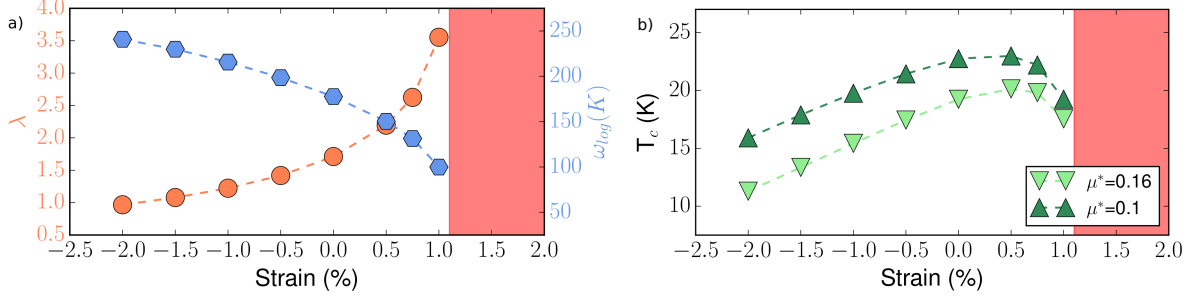 a)
4.0
3.5
3.0
2.5
2.0
1.5
1.0
0.5
λ
250
200
150
100
50
ω_log(K)
−2.5 −2.0 −1.5 −1.0 −0.5 0.0 0.5 1.0 1.5 2.0
Strain (%)
b)
25
20
15
10
T_c (K)
μ*=0.16
μ*=0.1
−2.5 −2.0 −1.5 −1.0 −0.5 0.0 0.5 1.0 1.5 2.0
Strain (%)